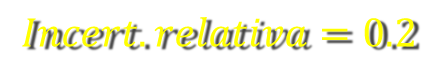 Incert. relativa = 0.2